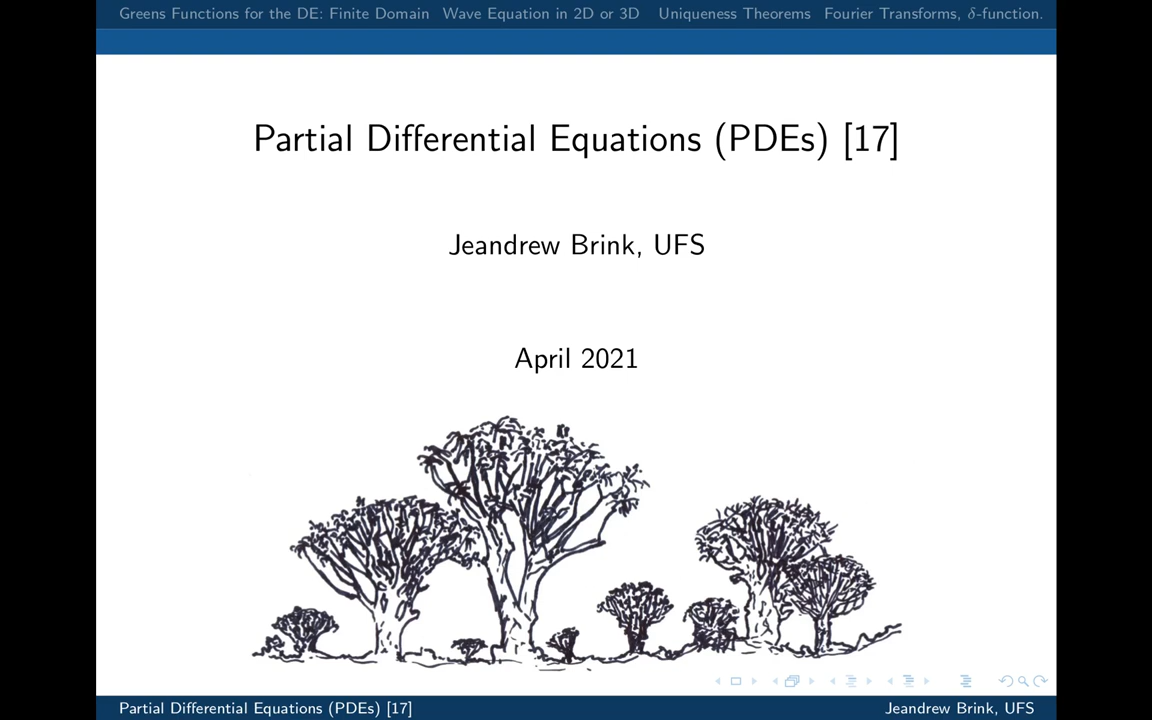 Greens Functions for the DE: Finite Domain Wave Equation in 2D or 3D Uniqueness Theorems Fourier Transforms, δ-function.
Partial Differential Equations (PDEs) [17]
Jeandrew Brink, UFS
April 2021
Partial Differential Equations (PDEs) [17] Jeandrew Brink, UFS